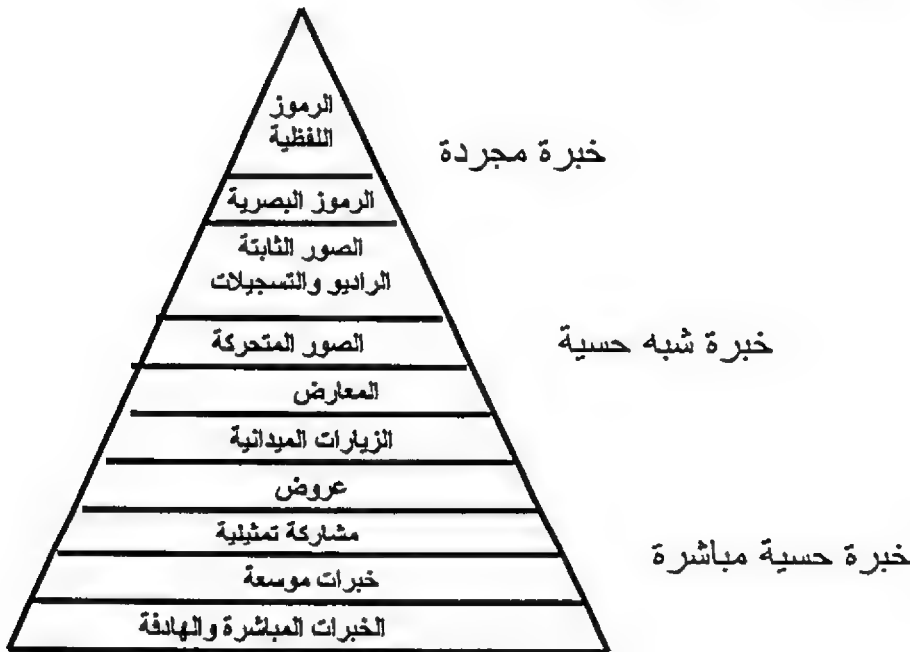 الرموز
اللفظية
خبرة مجردة
الرموز البصرية
الصور الثابتة
الراديو والتسجيلات
الصور المتحركة
خبرة شبه حسية
المعارض
الزيارات الميدانية
عروض
مشاركة تمثيلية
خبرة حسية مباشرة
خبرات موسعة
الخبرات المباشرة والهادفة